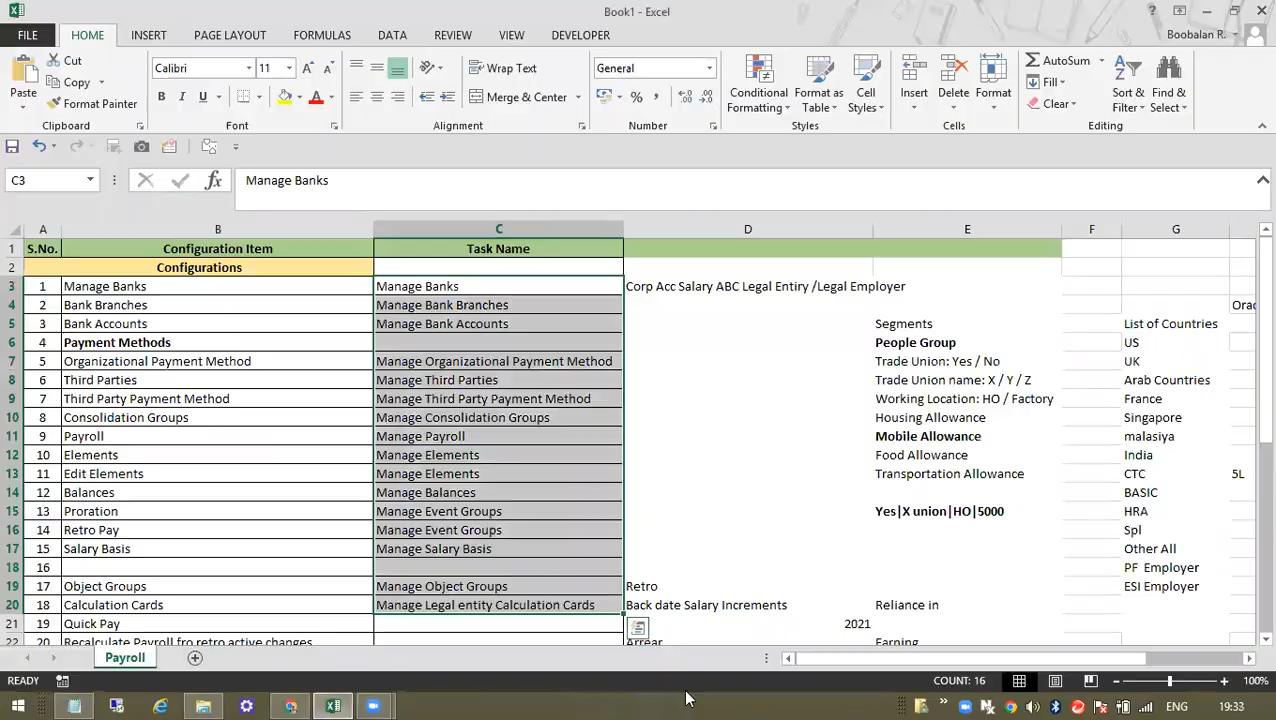 Book1 - Excel
?
FILE HOME INSERT PAGE LAYOUT FORMULAS DATA REVIEW VIEW DEVELOPER Boobalan R.
Cut
Copy
Format Painter
Paste
Clipboard
Calibri 11
B I U
Font
Wrap Text
Merge & Center
Alignment
General
%
Number
Conditional Formatting
Format as Table
Cell Styles
Styles
Insert Delete Format
Cells
AutoSum
Fill
Clear
Sort & Filter
Find & Select
Editing
C3 fx Manage Banks
A B C D E F G
1 S.No. Configuration Item Task Name
2 Configurations
3 1 Manage Banks Manage Banks Corp Acc Salary ABC Legal Entiry /Legal Employer
4 2 Bank Branches Manage Bank Branches Orac
5 3 Bank Accounts Manage Bank Accounts Segments List of Countries
6 4 Payment Methods People Group US
7 5 Organizational Payment Method Manage Organizational Payment Method Trade Union: Yes / No UK
8 6 Third Parties Manage Third Parties Trade Union name: X / Y / Z Arab Countries
9 7 Third Party Payment Method Manage Third Party Payment Method Working Location: HO / Factory France
10 8 Consolidation Groups Manage Consolidation Groups Housing Allowance Singapore
11 9 Payroll Manage Payroll Mobile Allowance malasiya
12 10 Elements Manage Elements Food Allowance India
13 11 Edit Elements Manage Elements Transportation Allowance CTC 5L
14 12 Balances Manage Balances BASIC
15 13 Proration Manage Event Groups Yes|X union|HO|5000 HRA
16 14 Retro Pay Manage Event Groups Spl
17 15 Salary Basis Manage Salary Basis Other All
18 16 PF Employer
19 17 Object Groups Manage Object Groups Retro ESI Employer
20 18 Calculation Cards Manage Legal entity Calculation Cards Back date Salary Increments Reliance in
21 19 Quick Pay 2021
22 20 Recalculate Payroll fro retro active changes Arrear Earning
Payroll
READY COUNT: 16 100%
ENG 19:33